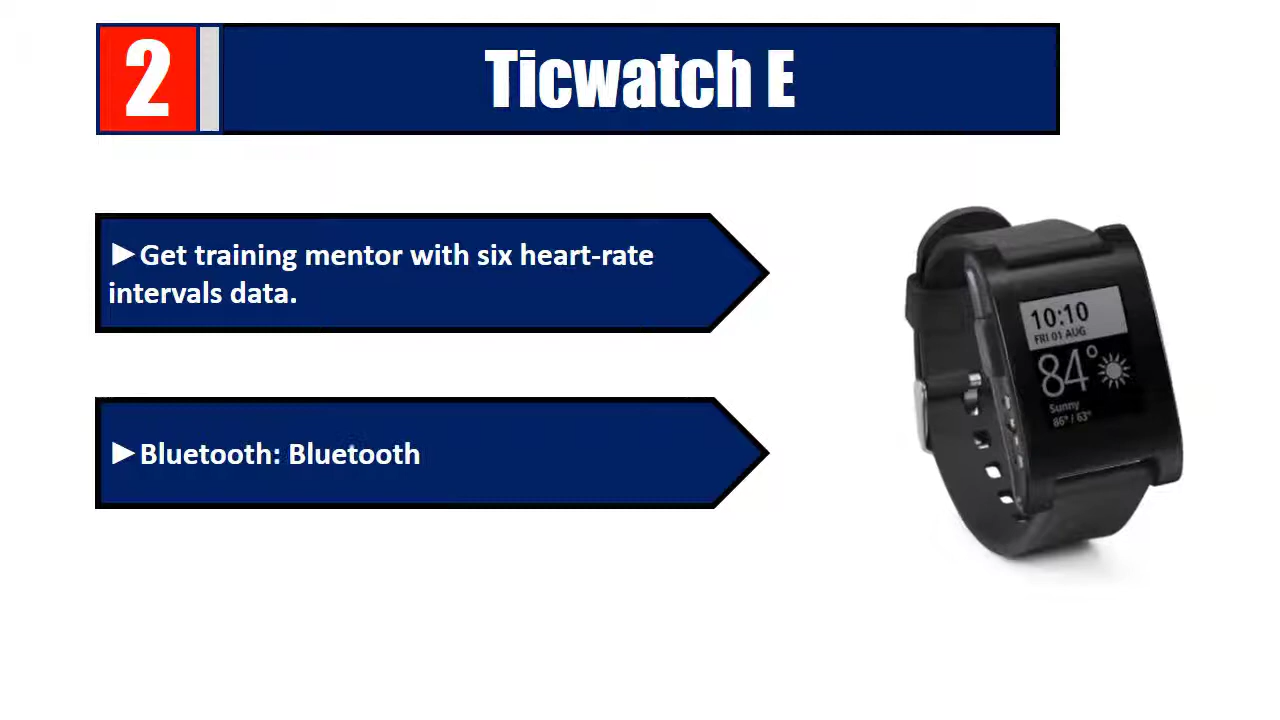 2
Ticwatch E
►Get training mentor with six heart-rate
intervals data.
►Bluetooth: Bluetooth
10:10
FRI 01 AUG
84°
Sunny
86° / 63°